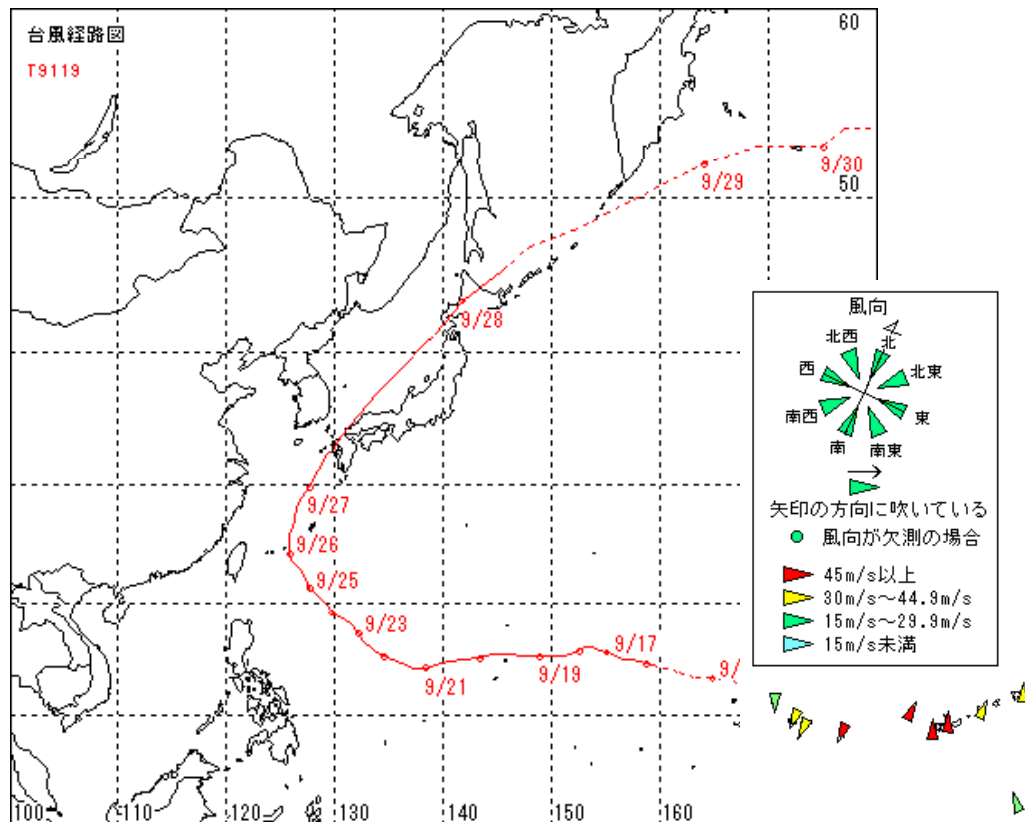 台風経路図
T9119
60
50
9/30
9/29
9/28
9/27
9/26
9/25
9/23
9/21
9/19
9/17
9/
100
110
120
130
140
150
160
風向
北
北西
北東
西
東
南西
南東
南
矢印の方向に吹いている
風向が欠測の場合
45m/s以上
30m/s～44.9m/s
15m/s～29.9m/s
15m/s未満